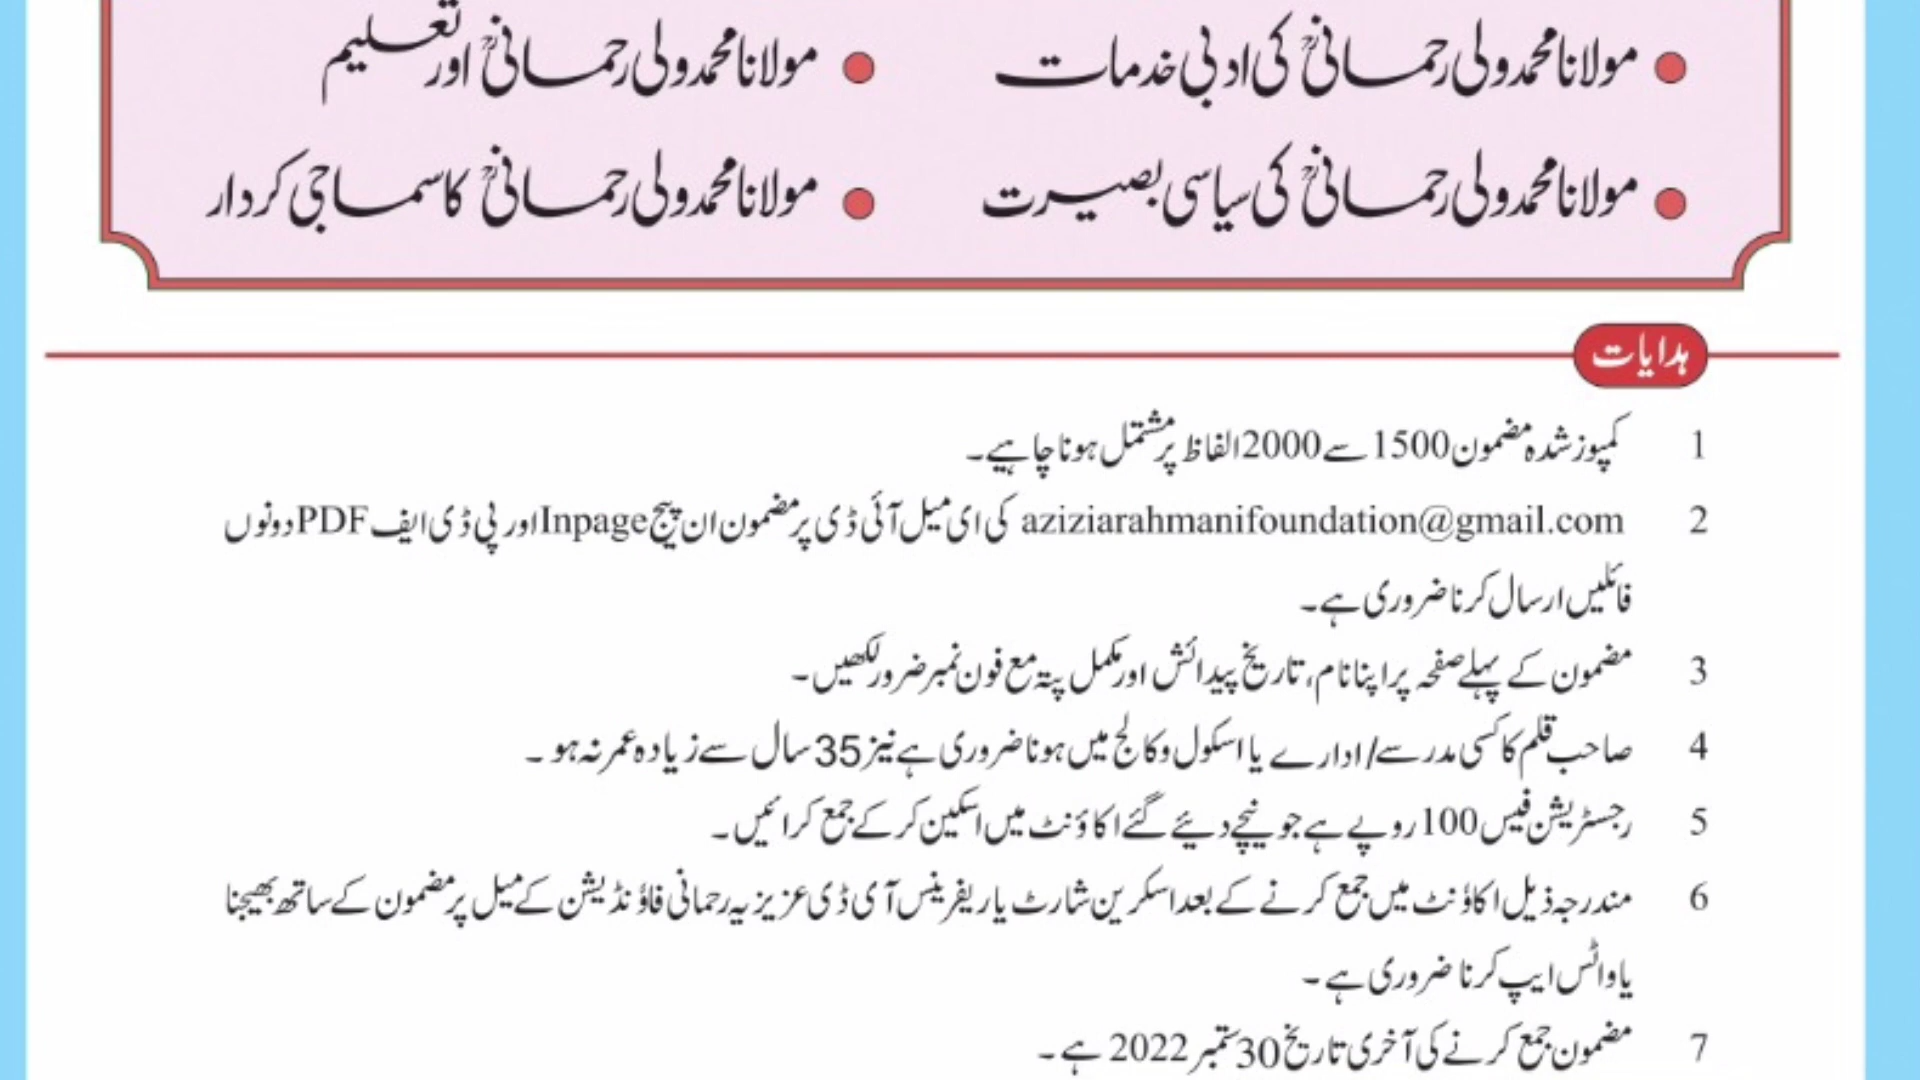 مولانا محمد ولی رحمانیؒ کی ادبی خدمات
مولانا محمد ولی رحمانیؒ اور تعلیم
مولانا محمد ولی رحمانیؒ کی سیاسی بصیرت
مولانا محمد ولی رحمانیؒ کا سماجی کردار
ہدایات
1 کمپوز شدہ مضمون 1500 سے 2000 الفاظ پر مشتمل ہونا چاہیے۔
2 aziziarahmanifoundation@gmail.com کی ای میل آئی ڈی پر مضمون ان پیج Inpage اور پی ڈی ایف PDF دونوں
فائلیں ارسال کرنا ضروری ہے۔
3 مضمون کے پہلے صفحہ پر اپنا نام، تاریخ پیدائش اور مکمل پتہ مع فون نمبر ضرور لکھیں۔
4 صاحب قلم کا کسی مدرسے/ ادارے یا اسکول و کالج میں ہونا ضروری ہے نیز 35 سال سے زیادہ عمر نہ ہو۔
5 رجسٹریشن فیس 100 روپے ہے جو نیچے دیئے گئے اکاؤنٹ میں اسکین کر کے جمع کرائیں۔
6 مندرجہ ذیل اکاؤنٹ میں جمع کرنے کے بعد اسکرین شارٹ یا ریفرینس آی ڈی عزیزیہ رحمانی فاؤنڈیشن کے میل پر مضمون کے ساتھ بھیجنا
یا واٹس ایپ کرنا ضروری ہے۔
7 مضمون جمع کرنے کی آخری تاریخ 30 ستمبر 2022 ہے۔